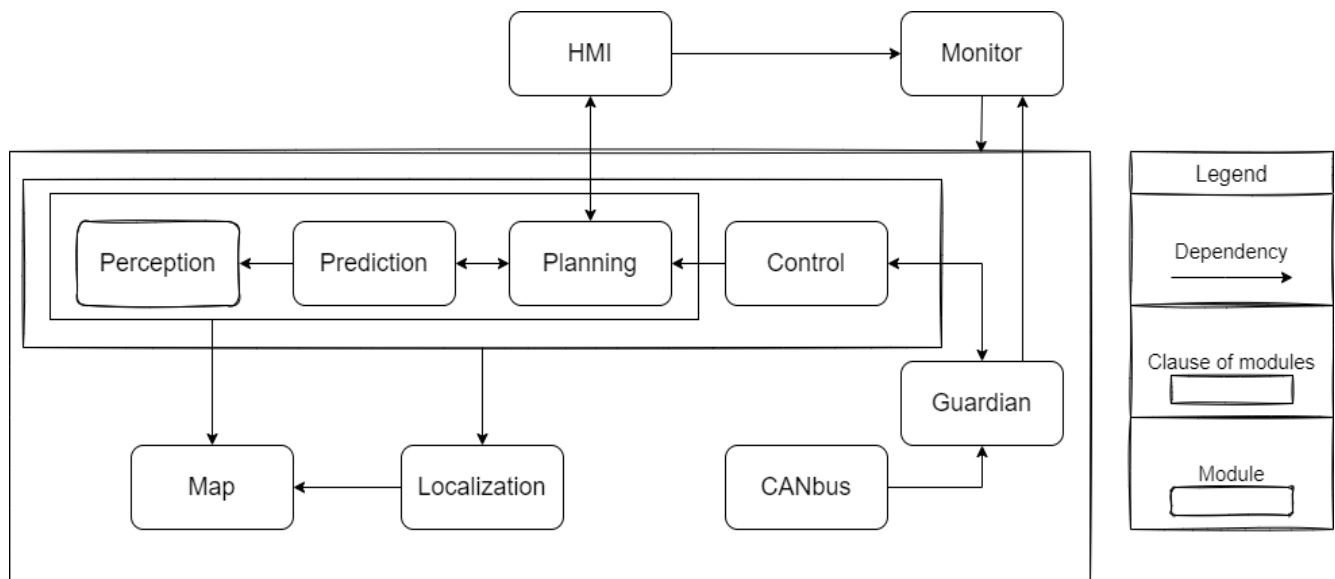 HMI
Monitor
Legend
Perception
Prediction
Planning
Control
Dependency
Clause of modules
Guardian
Map
Localization
CANbus
Module